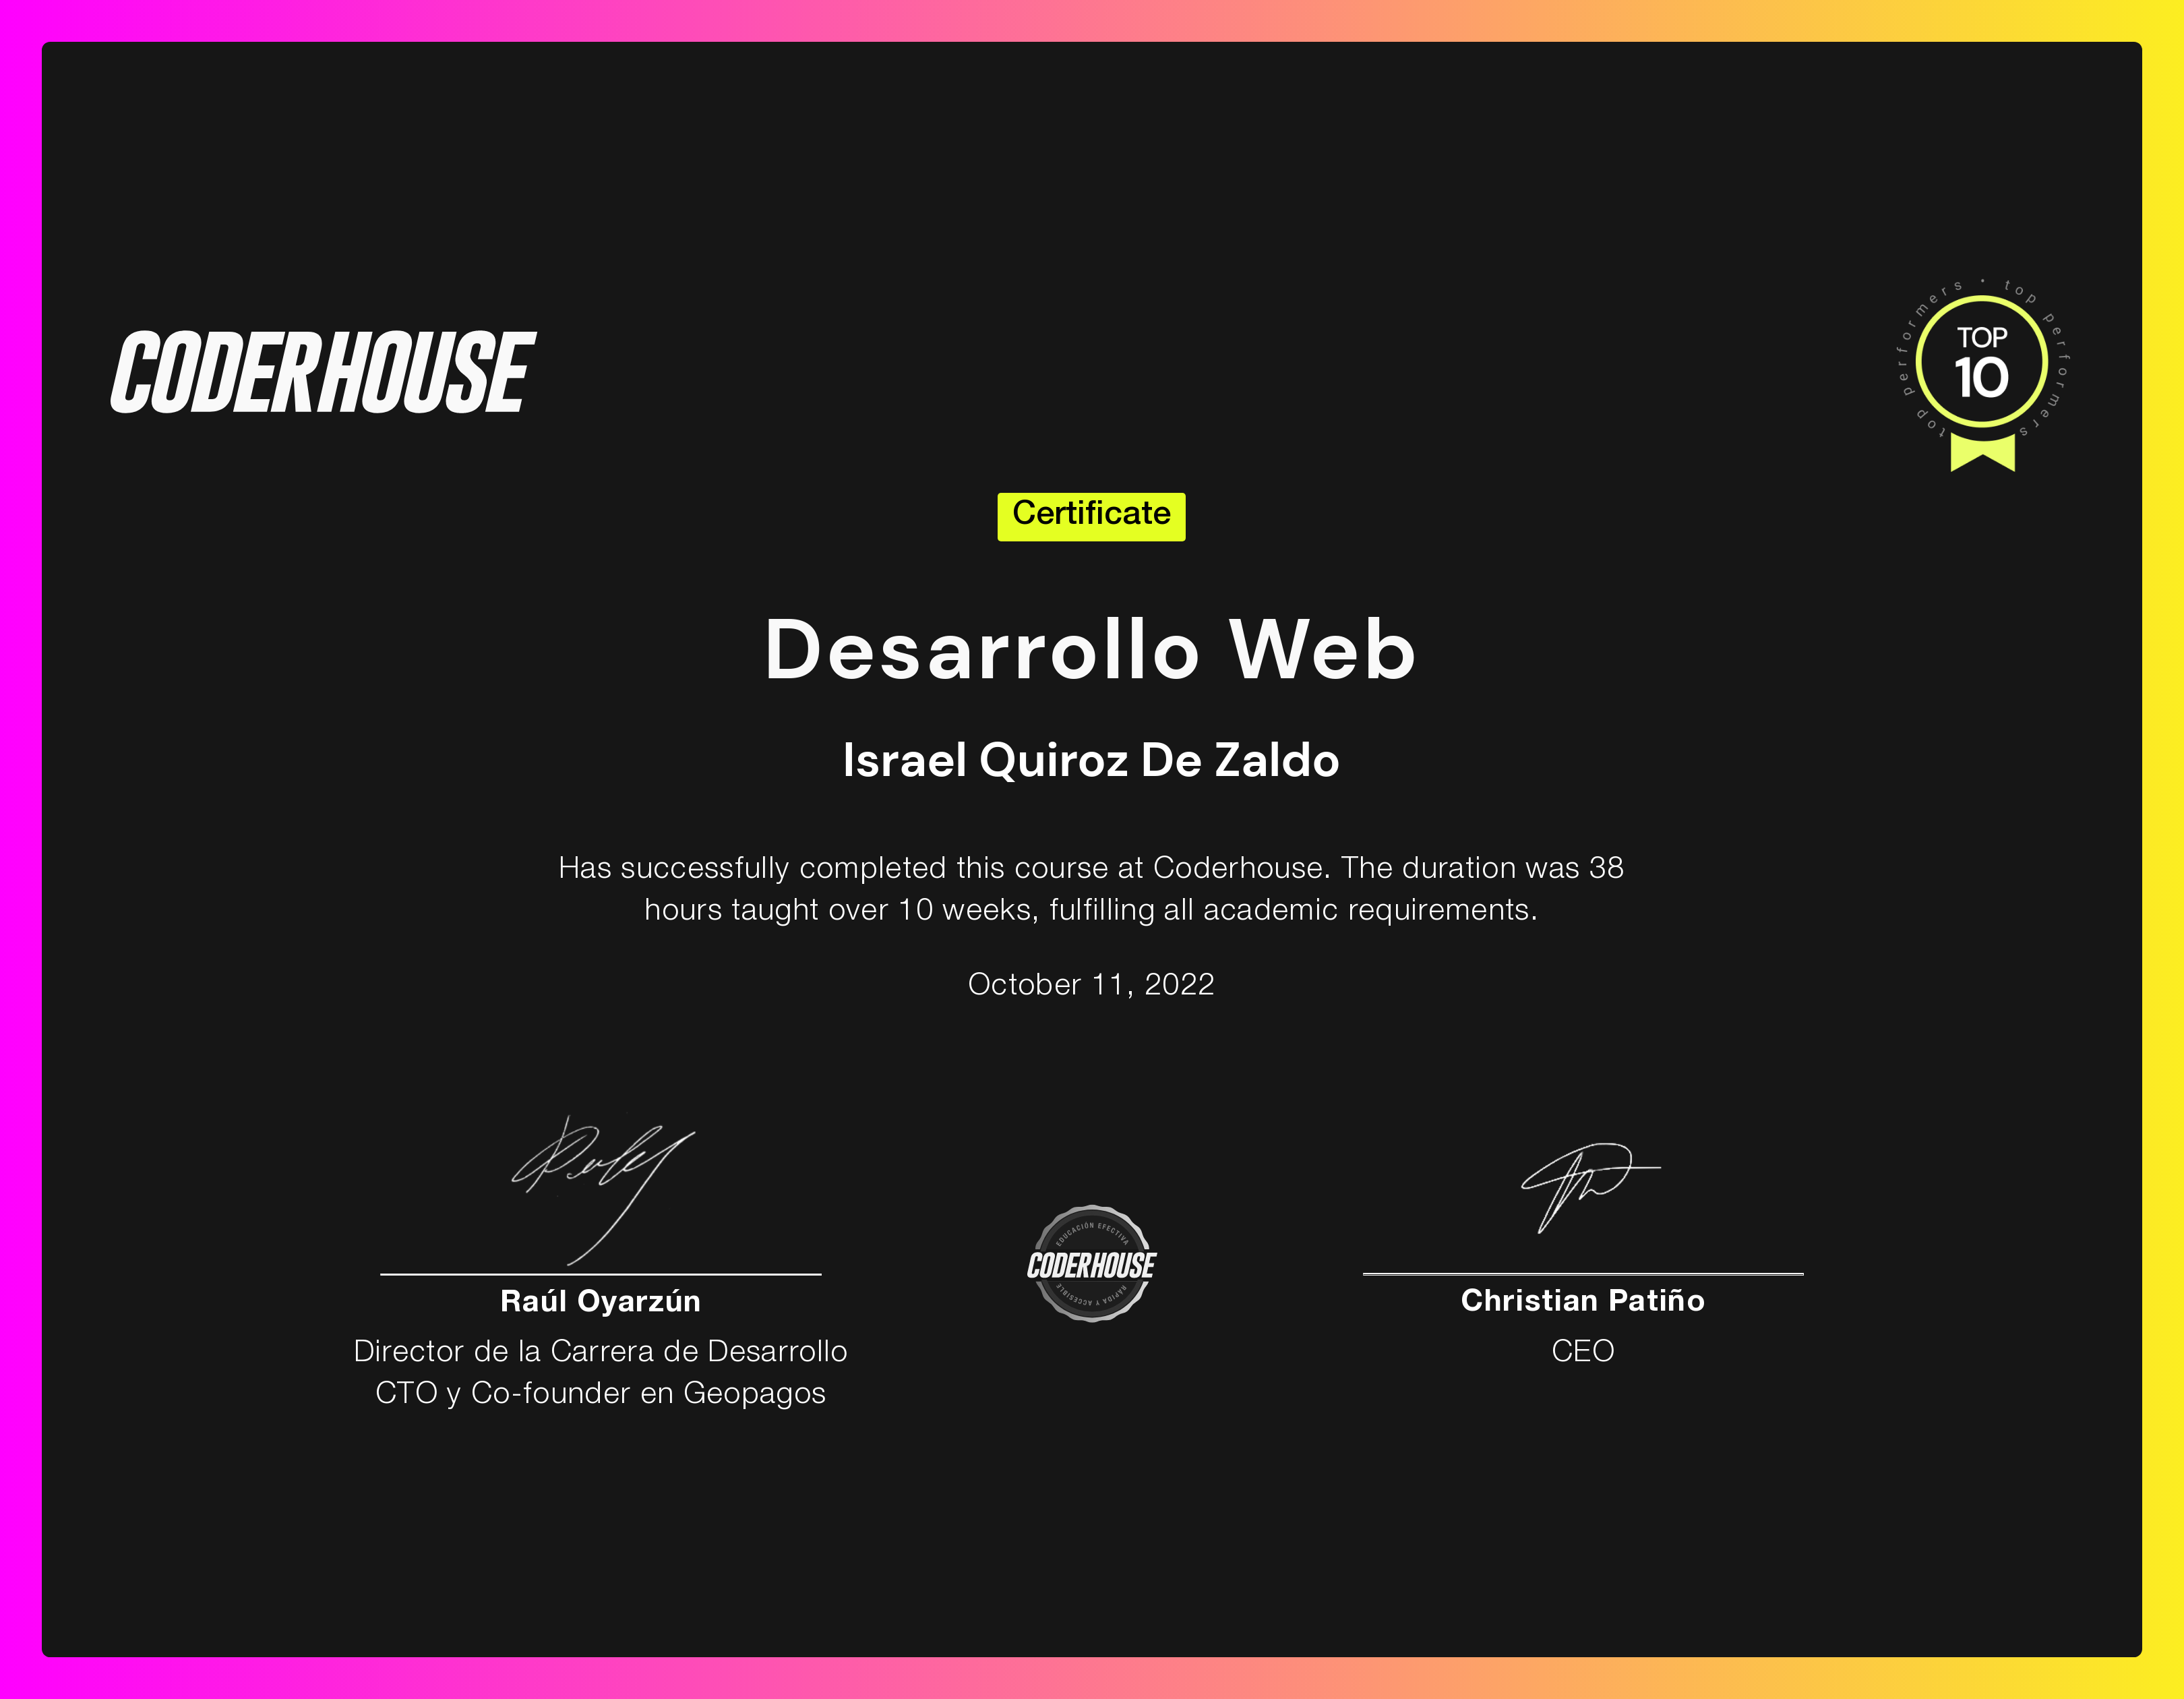 CODERHOUSE
top performers • top performers
TOP
10
Certificate
Desarrollo Web
Israel Quiroz De Zaldo
Has successfully completed this course at Coderhouse. The duration was 38
hours taught over 10 weeks, fulfilling all academic requirements.
October 11, 2022
EDUCACIÓN EFECTIVA
CODERHOUSE
RÁPIDA Y ACCESIBLE
Raúl Oyarzún
Director de la Carrera de Desarrollo
CTO y Co-founder en Geopagos
Christian Patiño
CEO